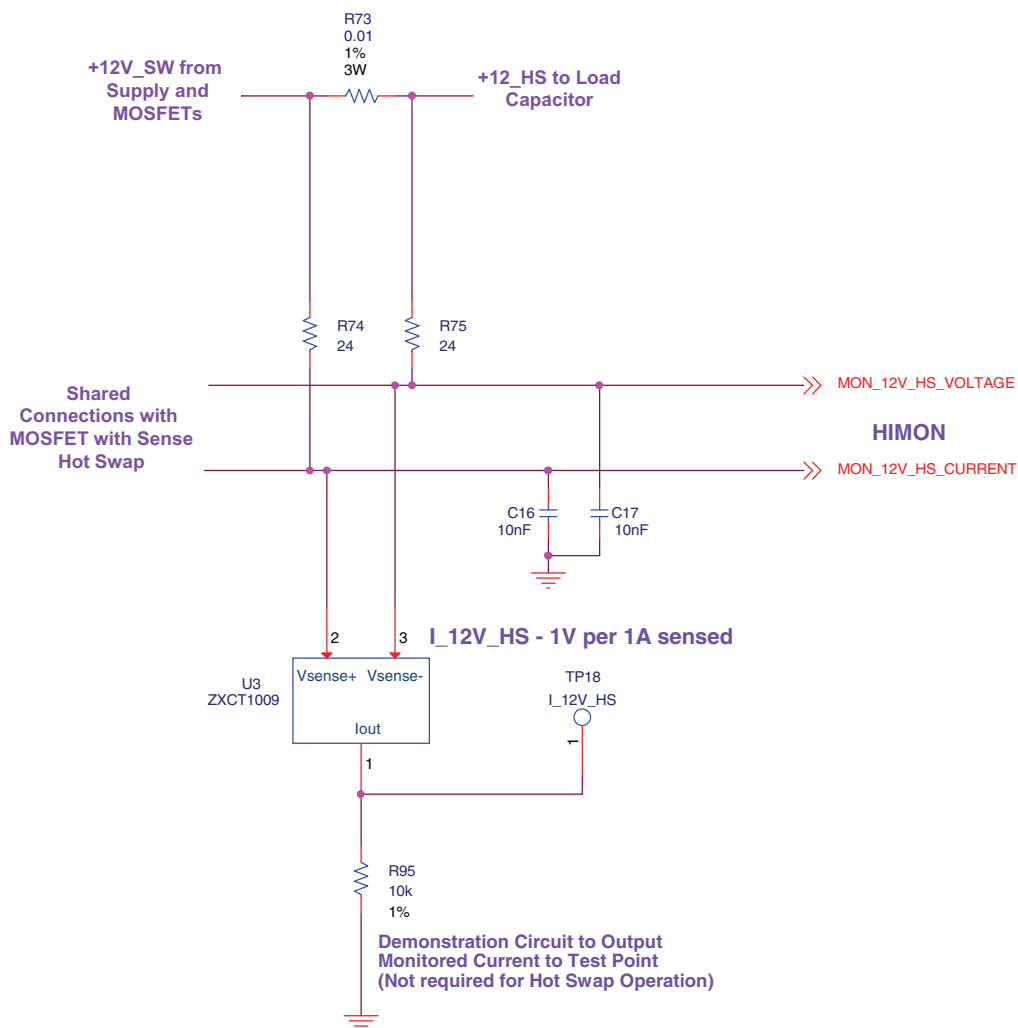 R73
0.01
1%
3W
+12V_SW from
Supply and
MOSFETs
+12_HS to Load
Capacitor
R74
24
R75
24
Shared
Connections with
MOSFET with Sense
Hot Swap
MON_12V_HS_VOLTAGE
HIMON
MON_12V_HS_CURRENT
C16
10nF
C17
10nF
2
3
I_12V_HS - 1V per 1A sensed
U3
ZXCT1009
Vsense+
Vsense-
Iout
TP18
I_12V_HS
1
1
R95
10k
1%
Demonstration Circuit to Output
Monitored Current to Test Point
(Not required for Hot Swap Operation)